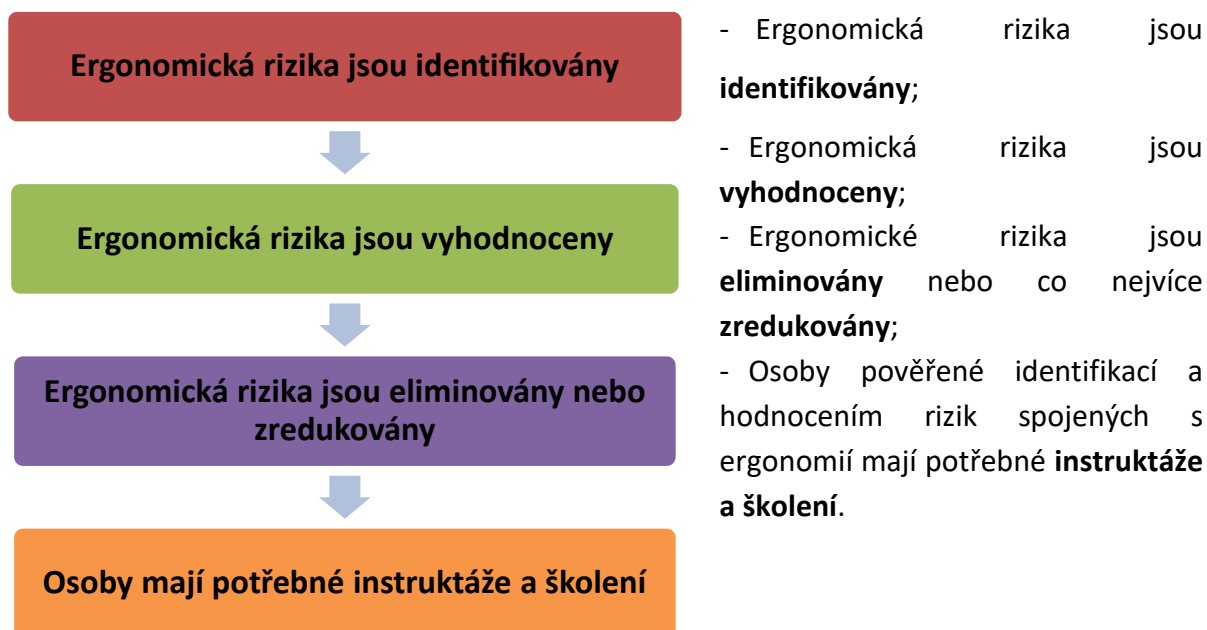 Ergonomická rizika jsou identifikovány
Ergonomická rizika jsou vyhodnoceny
Ergonomická rizika jsou eliminovány nebo
zredukovány
Osoby mají potřebné instruktáže a školení
- Ergonomická rizika jsou
identifikovány;
- Ergonomická rizika jsou
vyhodnoceny;
- Ergonomické rizika jsou
eliminovány nebo co nejvíce
zredukovány;
- Osoby pověřené identifikací a
hodnocením rizik spojených s
ergonomií mají potřebné instruktáže
a školení.